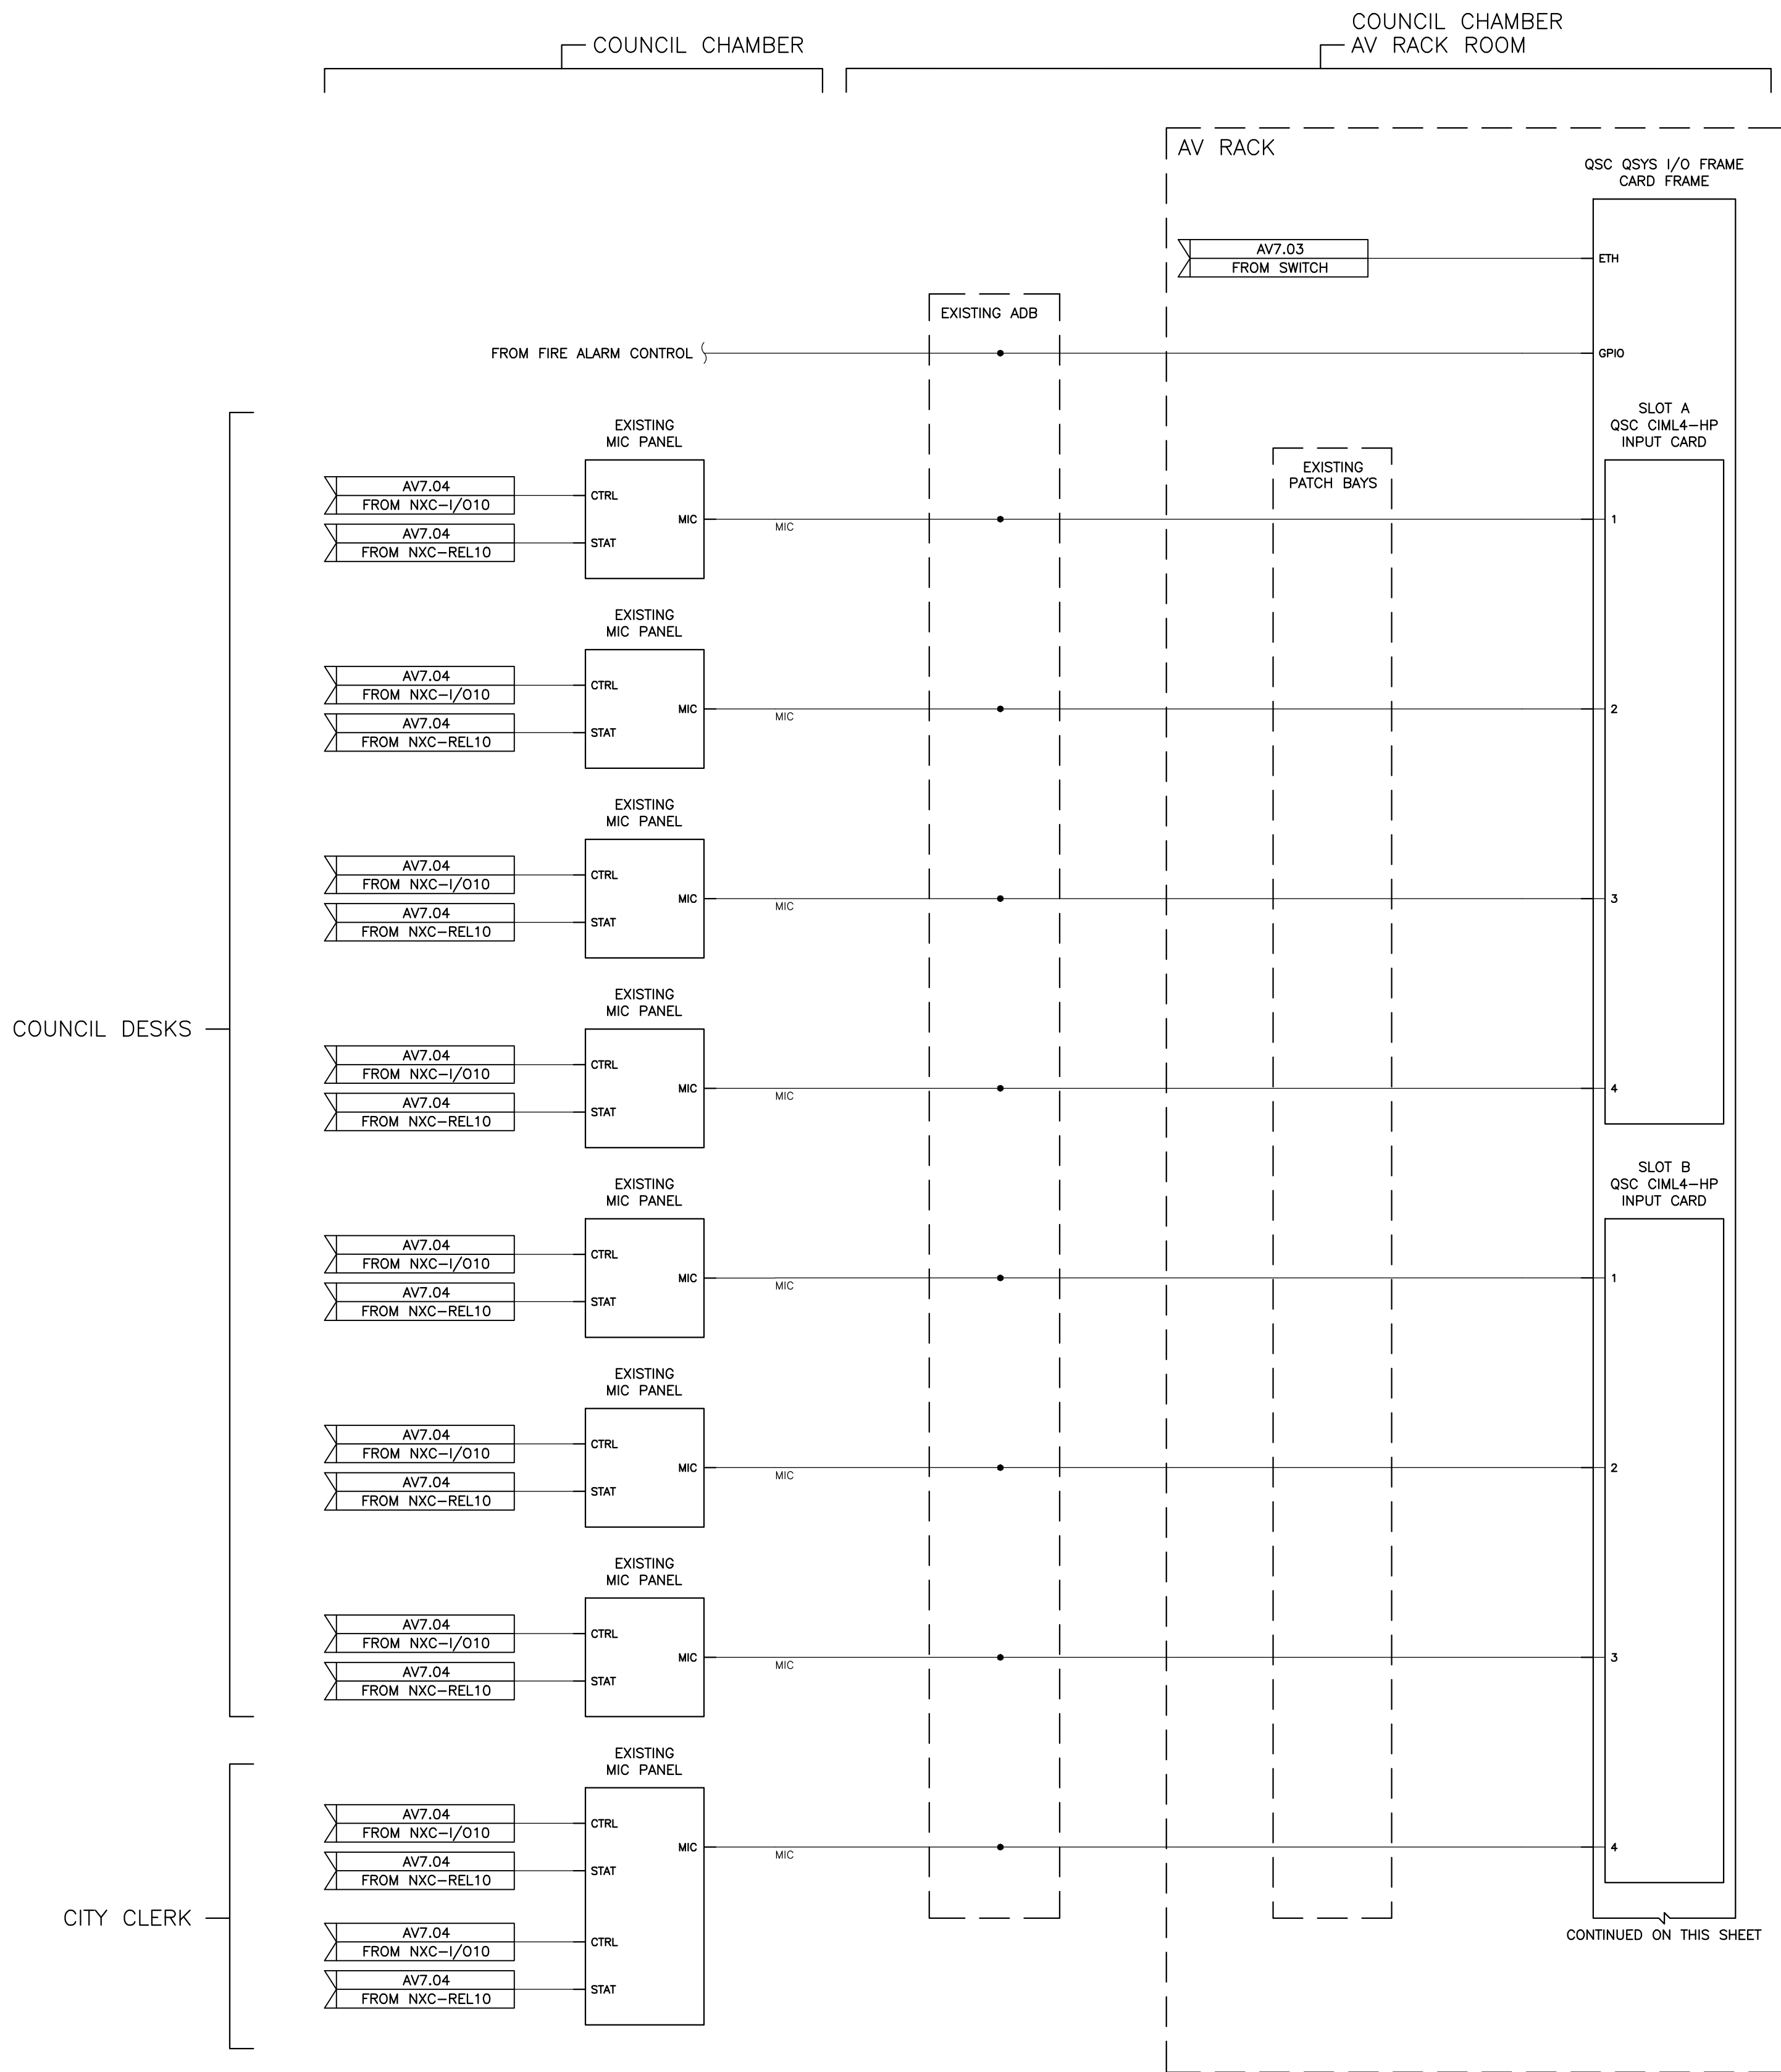 COUNCIL CHAMBER
COUNCIL CHAMBER
AV RACK ROOM
AV RACK
QSC QSYS I/O FRAME
CARD FRAME
AV7.03
FROM SWITCH
ETH
EXISTING ADB
FROM FIRE ALARM CONTROL
GPIO
SLOT A
QSC CIML4-HP
INPUT CARD
EXISTING
PATCH BAYS
COUNCIL DESKS
EXISTING
MIC PANEL
AV7.04
FROM NXC-I/O10
CTRL
AV7.04
FROM NXC-REL10
STAT
MIC
MIC
1
EXISTING
MIC PANEL
AV7.04
FROM NXC-I/O10
CTRL
AV7.04
FROM NXC-REL10
STAT
MIC
MIC
2
EXISTING
MIC PANEL
AV7.04
FROM NXC-I/O10
CTRL
AV7.04
FROM NXC-REL10
STAT
MIC
MIC
3
EXISTING
MIC PANEL
AV7.04
FROM NXC-I/O10
CTRL
AV7.04
FROM NXC-REL10
STAT
MIC
MIC
4
SLOT B
QSC CIML4-HP
INPUT CARD
EXISTING
MIC PANEL
AV7.04
FROM NXC-I/O10
CTRL
AV7.04
FROM NXC-REL10
STAT
MIC
MIC
1
EXISTING
MIC PANEL
AV7.04
FROM NXC-I/O10
CTRL
AV7.04
FROM NXC-REL10
STAT
MIC
MIC
2
EXISTING
MIC PANEL
AV7.04
FROM NXC-I/O10
CTRL
AV7.04
FROM NXC-REL10
STAT
MIC
MIC
3
CITY CLERK
EXISTING
MIC PANEL
AV7.04
FROM NXC-I/O10
CTRL
AV7.04
FROM NXC-REL10
STAT
MIC
MIC
4
AV7.04
FROM NXC-I/O10
CTRL
AV7.04
FROM NXC-REL10
STAT
CONTINUED ON THIS SHEET